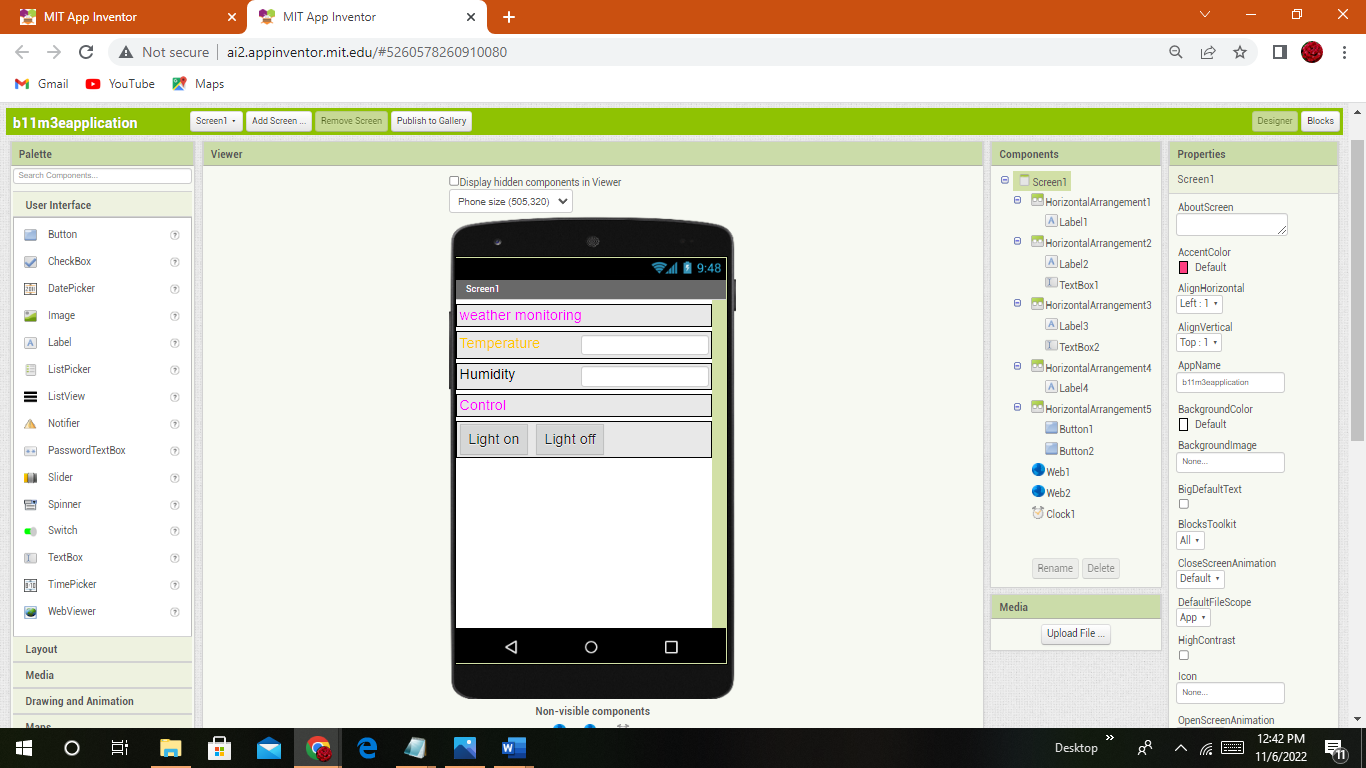 MIT App Inventor
MIT App Inventor
Not secure
ai2.appinventor.mit.edu/#5260578260910080
Gmail
YouTube
Maps
b11m3eapplication
Screen1
Add Screen ...
Remove Screen
Publish to Gallery
Designer
Blocks
Palette
Search Components...
User Interface
Button
CheckBox
DatePicker
Image
Label
ListPicker
ListView
Notifier
PasswordTextBox
Slider
Spinner
Switch
TextBox
TimePicker
WebViewer
Layout
Media
Drawing and Animation
Maps
Viewer
Display hidden components in Viewer
Phone size (505,320)
9:48
Screen1
weather monitoring
Temperature
Humidity
Control
Light on
Light off
Non-visible components
Components
Screen1
HorizontalArrangement1
Label1
HorizontalArrangement2
Label2
TextBox1
HorizontalArrangement3
Label3
TextBox2
HorizontalArrangement4
Label4
HorizontalArrangement5
Button1
Button2
Web1
Web2
Clock1
Rename
Delete
Media
Upload File ...
Properties
Screen1
AboutScreen
AccentColor
Default
AlignHorizontal
Left : 1
AlignVertical
Top : 1
AppName
b11m3eapplication
BackgroundColor
Default
BackgroundImage
None...
BigDefaultText
BlocksToolkit
All
CloseScreenAnimation
Default
DefaultFileScope
App
HighContrast
Icon
None...
OpenScreenAnimation
Desktop
12:42 PM
11/6/2022
11